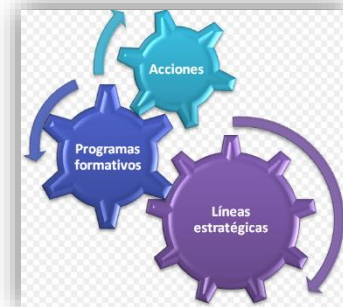 Acciones
Programas
formativos
Líneas
estratégicas